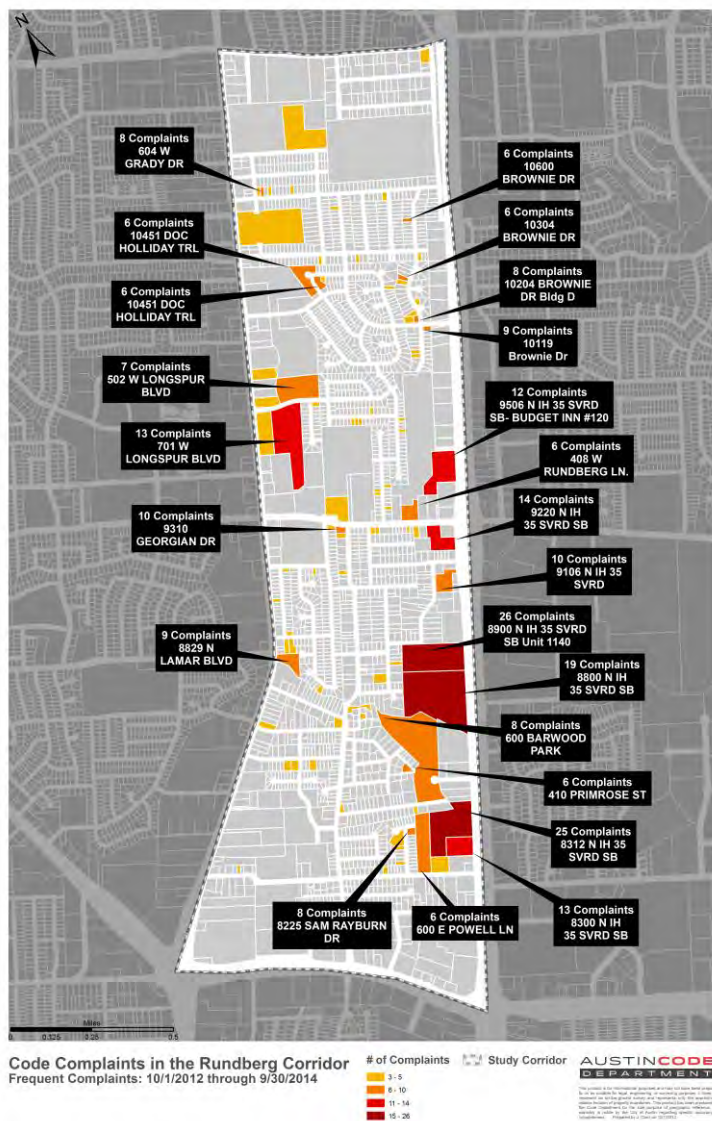 N
8 Complaints
604 W
GRADY DR
6 Complaints
10600
BROWNIE DR
6 Complaints
10451 DOC
HOLLIDAY TRL
6 Complaints
10304
BROWNIE DR
6 Complaints
10451 DOC
HOLLIDAY TRL
8 Complaints
10204 BROWNIE
DR Bldg D
9 Complaints
10119
Brownie Dr
7 Complaints
502 W LONGSPUR
BLVD
12 Complaints
9506 N IH 35 SVRD
SB- BUDGET INN #120
13 Complaints
701 W
LONGSPUR BLVD
6 Complaints
408 W
RUNDBERG LN.
14 Complaints
9220 N IH
35 SVRD SB
10 Complaints
9310
GEORGIAN DR
10 Complaints
9106 N IH 35
SVRD
26 Complaints
8900 N IH 35 SVRD
SB Unit 1140
9 Complaints
8829 N
LAMAR BLVD
19 Complaints
8800 N IH
35 SVRD SB
8 Complaints
600 BARWOOD
PARK
6 Complaints
410 PRIMROSE ST
25 Complaints
8312 N IH 35
SVRD SB
8 Complaints
8225 SAM RAYBURN
DR
6 Complaints
600 E POWELL LN
13 Complaints
8300 N IH
35 SVRD SB
Miles
0 0.125 0.25 0.5
Code Complaints in the Rundberg Corridor
Frequent Complaints: 10/1/2012 through 9/30/2014
# of Complaints
3 - 5
6 - 10
11 - 14
15 - 26
Study Corridor
AUSTINCODE
DEPARTMENT